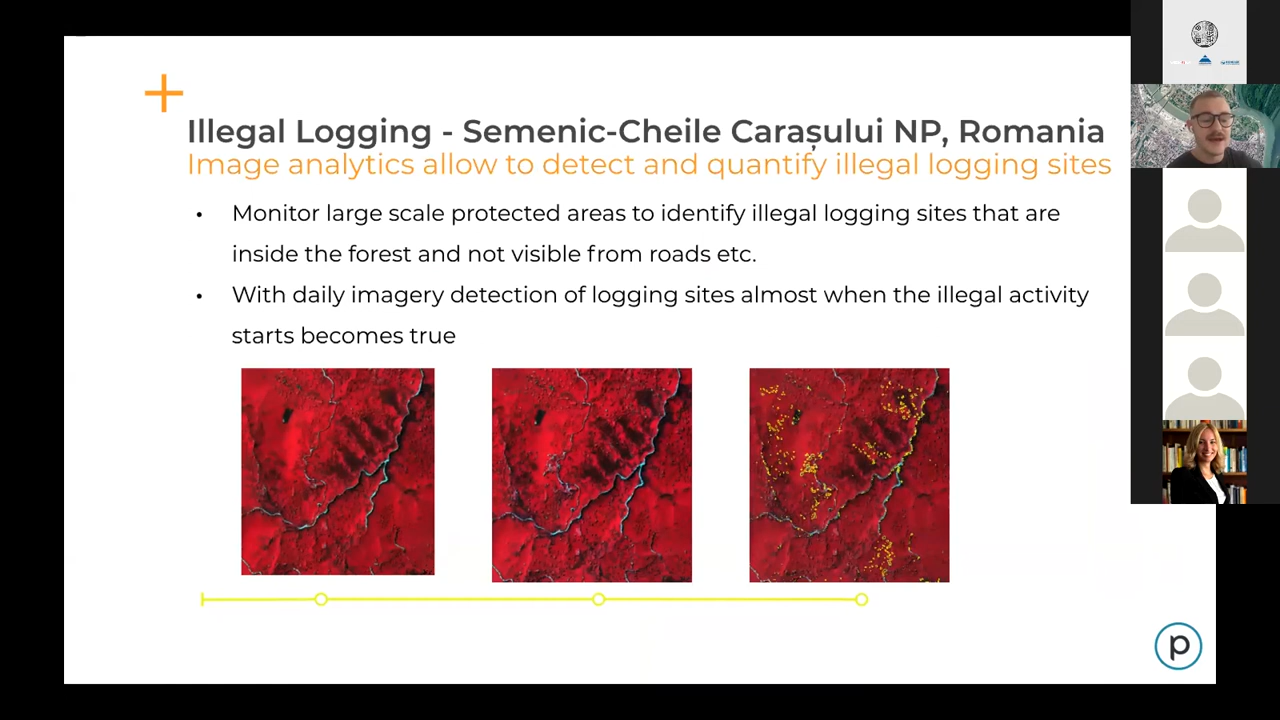 Illegal Logging - Semenic-Cheile Carașului NP, Romania
Image analytics allow to detect and quantify illegal logging sites
• Monitor large scale protected areas to identify illegal logging sites that are
inside the forest and not visible from roads etc.
• With daily imagery detection of logging sites almost when the illegal activity
starts becomes true
p